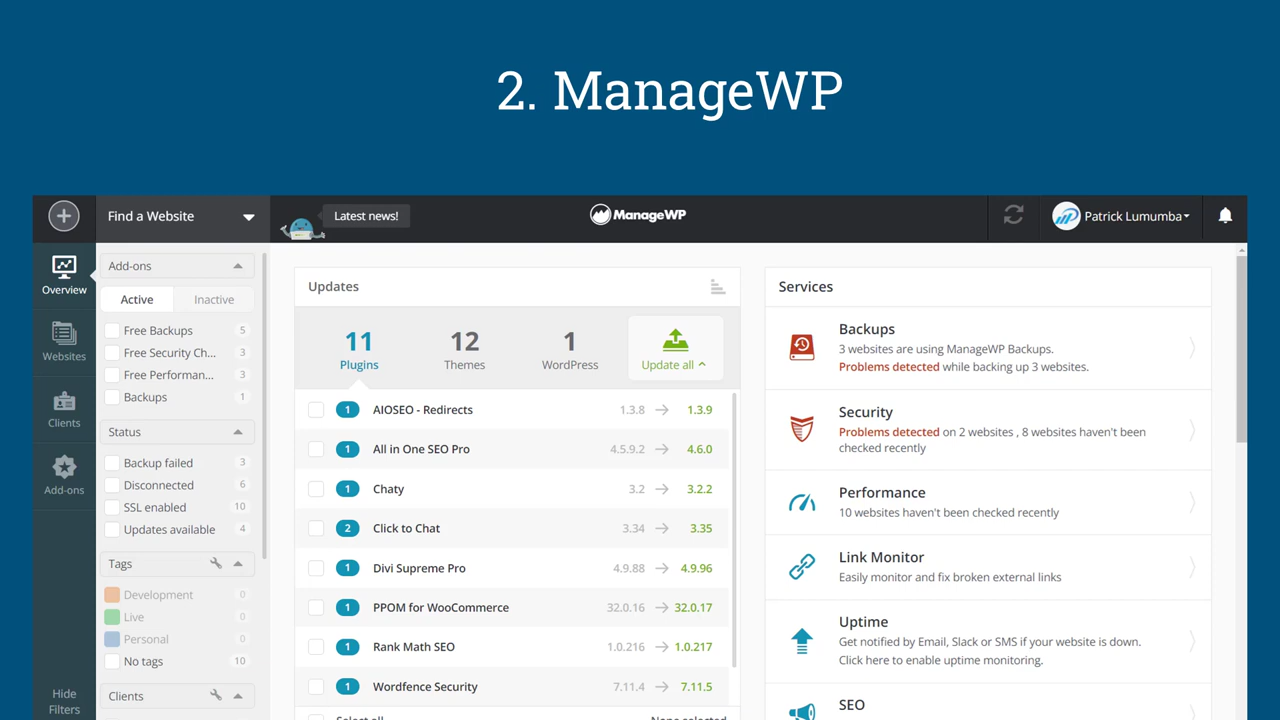 2. ManageWP
Find a Website
Latest news!
ManageWP
Patrick Lumumba
Overview
Websites
Clients
Add-ons
Hide
Filters
Add-ons
Active Inactive
Free Backups 5
Free Security Ch... 3
Free Performan... 3
Backups 1
Status
Backup failed 3
Disconnected 6
SSL enabled 10
Updates available 4
Tags
Development 0
Live 0
Personal 0
No tags 10
Clients
Updates
11 12 1
Plugins Themes WordPress Update all
1 AIOSEO - Redirects 1.3.8 → 1.3.9
1 All in One SEO Pro 4.5.9.2 → 4.6.0
1 Chaty 3.2 → 3.2.2
2 Click to Chat 3.34 → 3.35
1 Divi Supreme Pro 4.9.88 → 4.9.96
1 PPOM for WooCommerce 32.0.16 → 32.0.17
1 Rank Math SEO 1.0.216 → 1.0.217
1 Wordfence Security 7.11.4 → 7.11.5
Select all None selected
Services
Backups
3 websites are using ManageWP Backups.
Problems detected while backing up 3 websites.
Security
Problems detected on 2 websites , 8 websites haven't been
checked recently
Performance
10 websites haven't been checked recently
Link Monitor
Easily monitor and fix broken external links
Uptime
Get notified by Email, Slack or SMS if your website is down.
Click here to enable uptime monitoring.
SEO